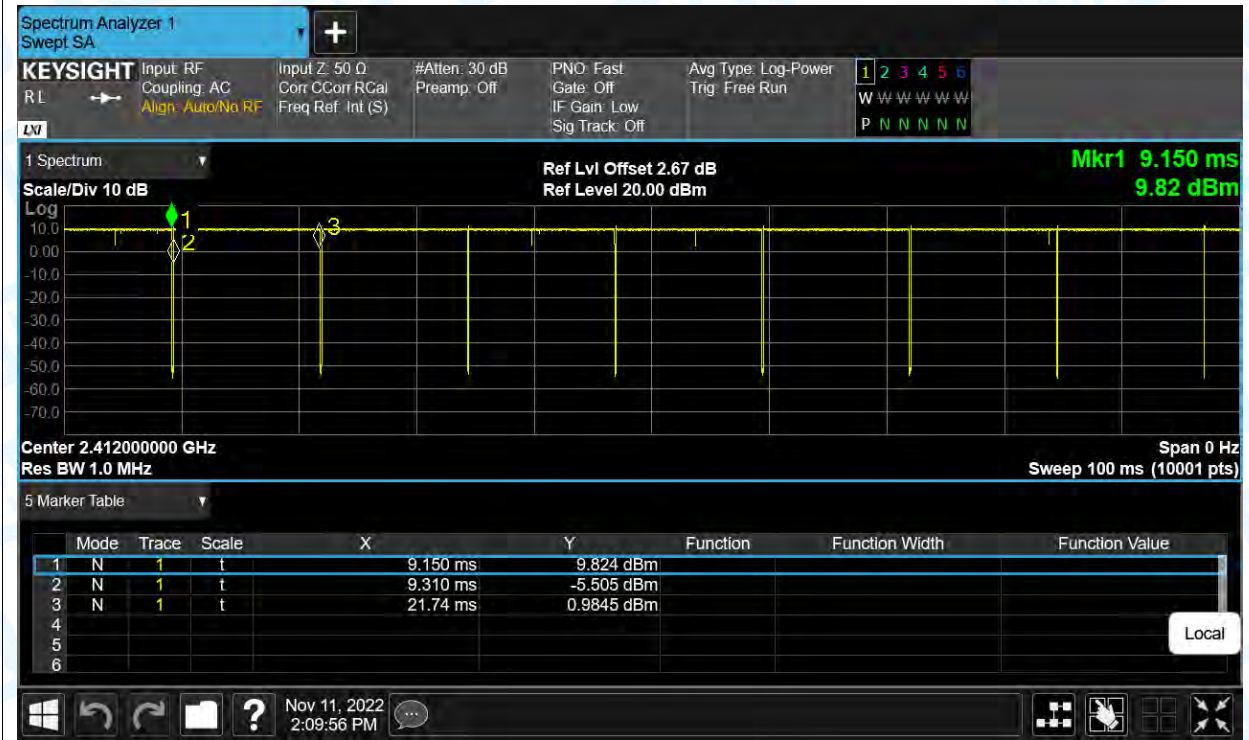 Spectrum Analyzer 1
Swept SA
+
KEYSIGHT Input: RF Input Z: 50 Ω #Atten: 30 dB PNO: Fast Avg Type: Log-Power 1 2 3 4 5 6
R L Coupling: AC Corr CCorr RCal Preamp: Off Gate: Off Trig: Free Run W W W W W W
Align: Auto/No RF Freq Ref: Int (S) IF Gain: Low
LXI Sig Track: Off P N N N N N
1 Spectrum
Ref Lvl Offset 2.67 dB Mkr1 9.150 ms
Scale/Div 10 dB Ref Level 20.00 dBm 9.82 dBm
Log
1
2
3
10.0
0.00
-10.0
-20.0
-30.0
-40.0
-50.0
-60.0
-70.0
Center 2.412000000 GHz Span 0 Hz
Res BW 1.0 MHz Sweep 100 ms (10001 pts)
5 Marker Table
Mode Trace Scale X Y Function Function Width Function Value
1 N 1 t 9.150 ms 9.824 dBm
2 N 1 t 9.310 ms -5.505 dBm
3 N 1 t 21.74 ms 0.9845 dBm
4
5
6
Local
?
Nov 11, 2022
2:09:56 PM